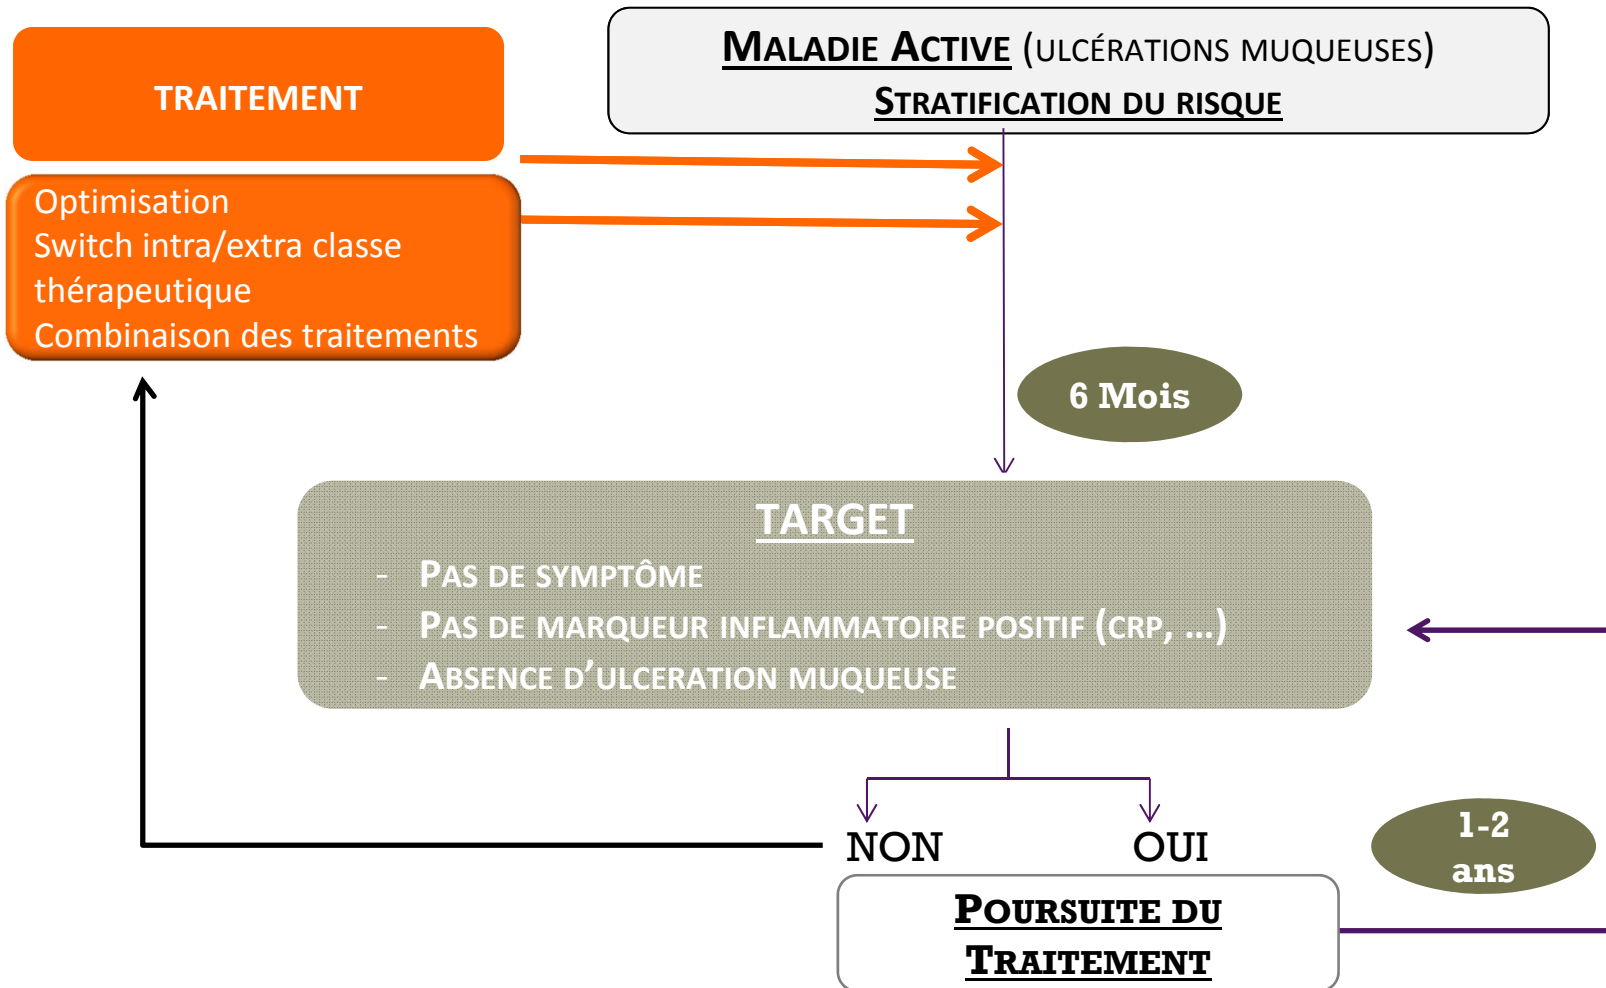 MALADIE ACTIVE (ULCÉRATIONS MUQUEUSES)
STRATIFICATION DU RISQUE
TRAITEMENT
Optimisation
Switch intra/extra classe
thérapeutique
Combinaison des traitements
6 Mois
TARGET
- PAS DE SYMPTÔME
- PAS DE MARQUEUR INFLAMMATOIRE POSITIF (CRP, ...)
- ABSENCE D'ULCERATION MUQUEUSE
NON
OUI
1-2
ans
POURSUITE DU
TRAITEMENT